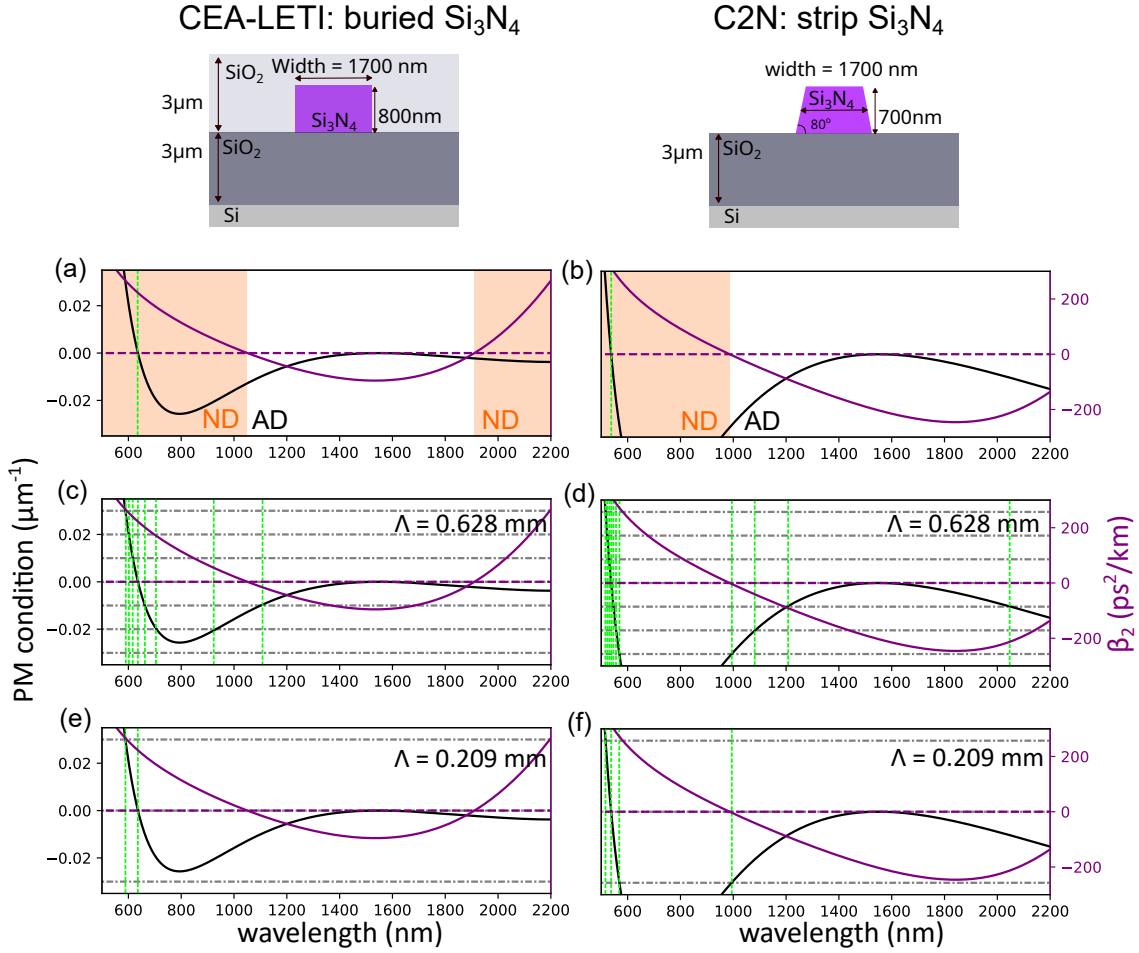 CEA-LETI: buried Si₃N₄
C2N: strip Si₃N₄
SiO₂
Width = 1700 nm
3μm
Si₃N₄
800nm
3μm
SiO₂
Si
width = 1700 nm
Si₃N₄
80°
700nm
3μm
SiO₂
Si
PM condition (μm⁻¹)
β₂ (ps²/km)
(a)
0.02
0.00
−0.02
ND
AD
ND
600 800 1000 1200 1400 1600 1800 2000 2200
(b)
200
0
−200
ND
AD
600 800 1000 1200 1400 1600 1800 2000 2200
(c)
Λ = 0.628 mm
0.02
0.00
−0.02
600 800 1000 1200 1400 1600 1800 2000 2200
(d)
Λ = 0.628 mm
200
0
−200
600 800 1000 1200 1400 1600 1800 2000 2200
(e)
Λ = 0.209 mm
0.02
0.00
−0.02
600 800 1000 1200 1400 1600 1800 2000 2200
wavelength (nm)
(f)
Λ = 0.209 mm
200
0
−200
600 800 1000 1200 1400 1600 1800 2000 2200
wavelength (nm)